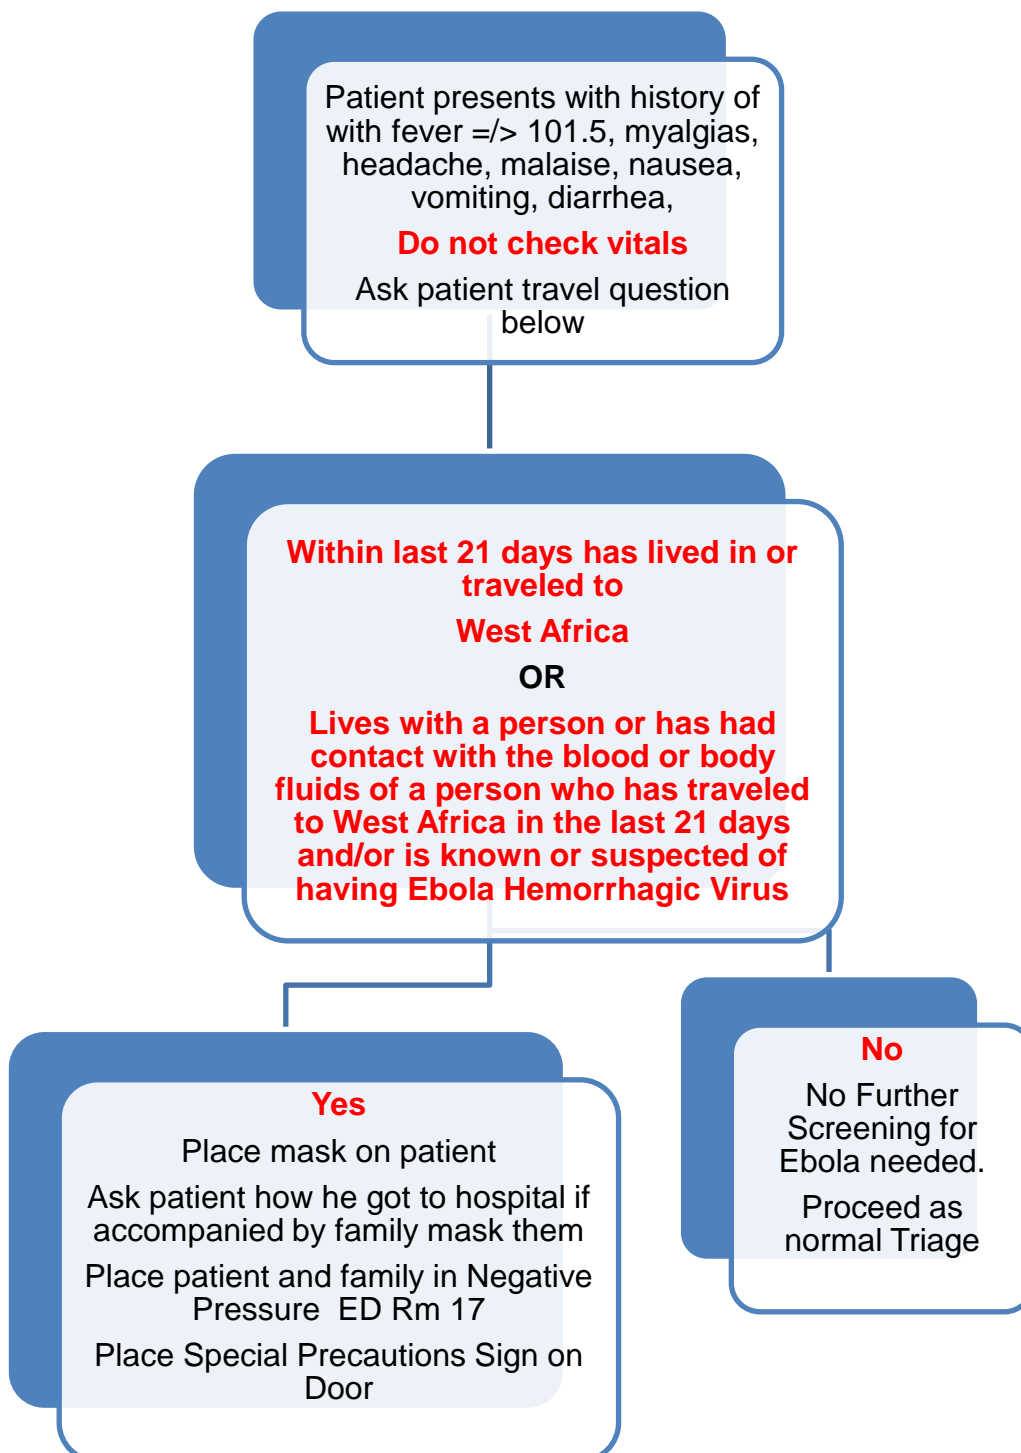 Patient presents with history of
with fever =/> 101.5, myalgias,
headache, malaise, nausea,
vomiting, diarrhea,
Do not check vitals
Ask patient travel question
below
Within last 21 days has lived in or
traveled to
West Africa
OR
Lives with a person or has had
contact with the blood or body
fluids of a person who has traveled
to West Africa in the last 21 days
and/or is known or suspected of
having Ebola Hemorrhagic Virus
Yes
Place mask on patient
Ask patient how he got to hospital if
accompanied by family mask them
Place patient and family in Negative
Pressure ED Rm 17
Place Special Precautions Sign on
Door
No
No Further
Screening for
Ebola needed.
Proceed as
normal Triage